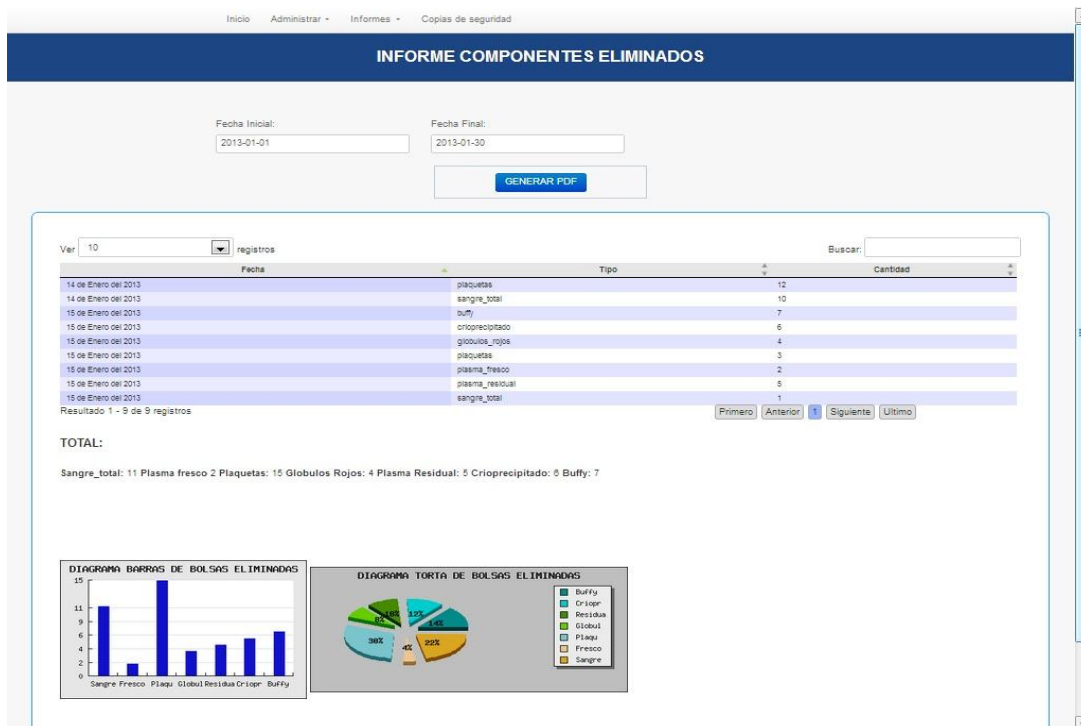 Inicio Administrar Informes Copias de seguridad
INFORME COMPONENTES ELIMINADOS
Fecha Inicial: Fecha Final:
2013-01-01 2013-01-30
GENERAR PDF
Ver 10 registros Buscar:
Fecha Tipo Cantidad
14 de Enero del 2013 plaquetas 12
14 de Enero del 2013 sangre_total 10
15 de Enero del 2013 buffy 7
15 de Enero del 2013 crioprecipitado 6
15 de Enero del 2013 globulos_rojos 4
15 de Enero del 2013 plaquetas 3
15 de Enero del 2013 plasma_fresco 2
15 de Enero del 2013 plasma_residual 5
15 de Enero del 2013 sangre_total 1
Resultado 1 - 9 de 9 registros Primero Anterior 1 Siguiente Ultimo
TOTAL:
Sangre_total: 11 Plasma fresco 2 Plaquetas: 15 Globulos Rojos: 4 Plasma Residual: 5 Crioprecipitado: 6 Buffy: 7
DIAGRAMA BARRAS DE BOLSAS ELIMINADAS
15
11
9
6
4
2
0
Sangre Fresco Plaqu Globul Residua Criopr Buffy
DIAGRAMA TORTA DE BOLSAS ELIMINADAS
10% 12%
8% 14%
30% 4% 22%
Buffy
Criopr
Residua
Globul
Plaqu
Fresco
Sangre